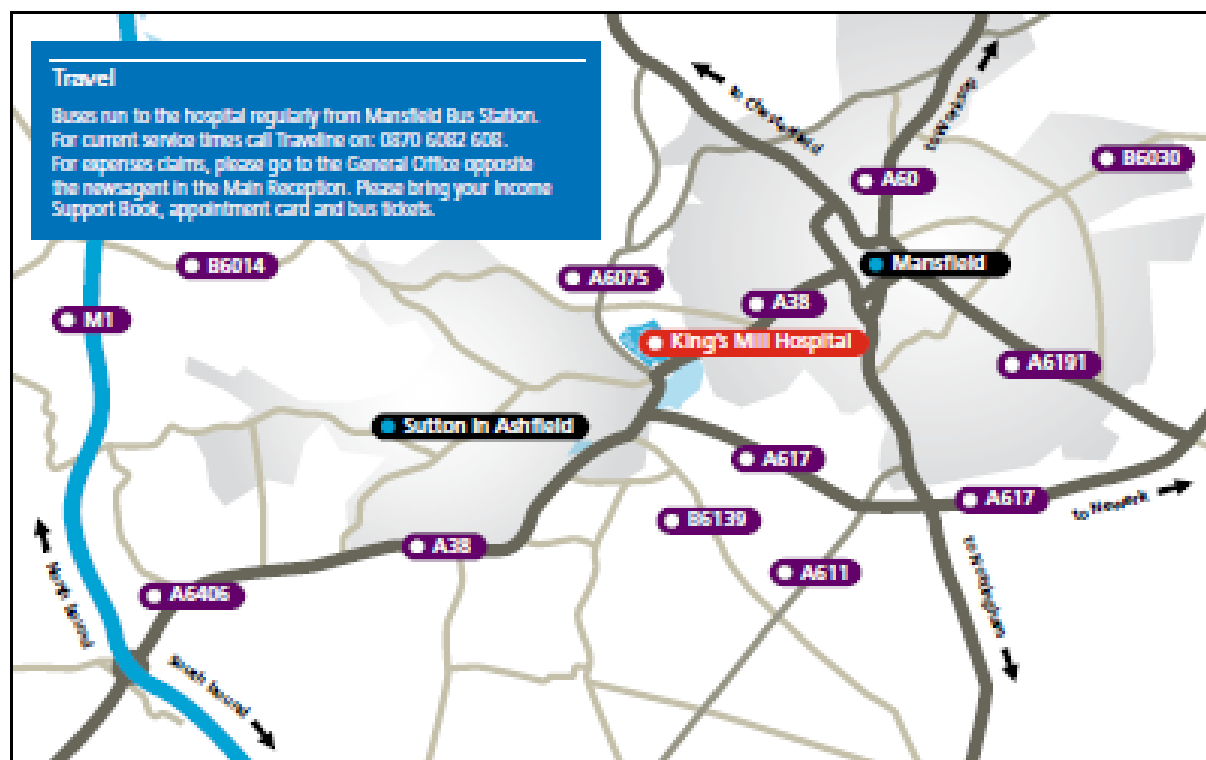 Travel
Buses run to the hospital regularly from Mansfield Bus Station.
For current service times call Traveline on: 0870 6082 608.
For expenses claims, please go to the General Office opposite
the newsagent in the Main Reception. Please bring your Income
Support Book, appointment card and bus tickets.
to Chesterfield
to Worksop
B6030
A60
B6014
A6075
Mansfield
M1
A38
King's Mill Hospital
A6191
Sutton in Ashfield
A617
A617
to Newark
B6139
A38
A611
to Nottingham
A6406
North Bound
South Bound